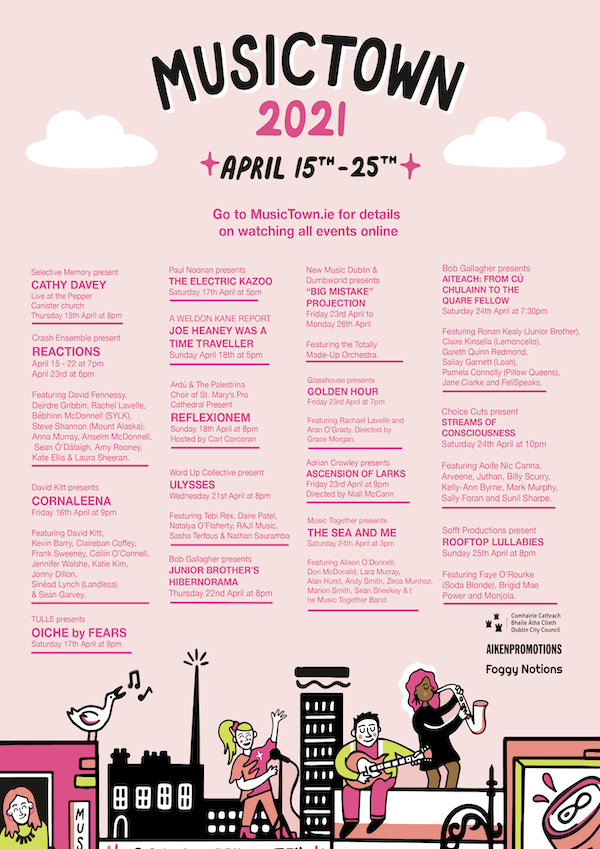 MUSICTOWN
2021
APRIL 15TH-25TH
Go to MusicTown.ie for details
on watching all events online
Selective Memory present
CATHY DAVEY
Live at the Pepper
Canister church
Thursday 15th April at 8pm
Crash Ensemble present
REACTIONS
April 15 - 22 at 7pm
April 23rd at 6pm
Featuring David Fennessy,
Deirdre Gribbin, Rachel Lavelle,
Bébhinn McDonnell (SYLK),
Steve Shannon (Mount Alaska),
Anna Murray, Anselm McDonnell,
Sean Ó'Dálaigh, Amy Rooney,
Kate Ellis & Laura Sheeran.
David Kitt presents
CORNALEENA
Friday 16th April at 9pm
Featuring David Kitt,
Kevin Barry, Claireban Coffey,
Frank Sweeney, Cóilín O'Connell,
Jennifer Walshe, Katie Kim,
Jonny Dillon,
Sinéad Lynch (Landless)
& Seán Garvey.
TULLE presents
OICHE by FEARS
Saturday 17th April at 9pm
Paul Noonan presents
THE ELECTRIC KAZOO
Saturday 17th April at 5pm
A WELDON KANE REPORT
JOE HEANEY WAS A
TIME TRAVELLER
Sunday April 18th at 5pm
Ardú & The Palestrina
Choir of St. Mary's Pro
Cathedral Present
REFLEXIONEM
Sunday 18th April at 8pm
Hosted by Carl Corcoran
Word Up Collective present
ULYSSES
Wednesday 21st April at 8pm
Featuring Tebi Rex, Daire Patel,
Natalya O'Flaherty, RAJI Music,
Sasha Terfous & Nathan Sauramba
Bob Gallagher presents
JUNIOR BROTHER'S
HIBERNORAMA
Thursday 22nd April at 8pm
New Music Dublin &
Dumbworld presents
"BIG MISTAKE"
PROJECTION
Friday 23rd April to
Monday 26th April
Featuring the Totally
Made-Up Orchestra.
Glasshouse presents
GOLDEN HOUR
Friday 23rd April at 7pm
Featuring Rachael Lavelle and
Aran O'Grady. Directed by
Grace Morgan.
Adrian Crowley presents
ASCENSION OF LARKS
Friday 23rd April at 9pm
Directed by Niall McCann
Music Together presents
THE SEA AND ME
Saturday 24th April at 3pm
Featuring Alison O'Donnell,
Don McDonald, Lara Murray,
Alan Hurst, Andy Smith, Zeca Munhoz,
Marion Smith, Sean Sheekey & t
he Music Together Band.
Bob Gallagher presents
AITEACH: FROM CÚ
CHULAINN TO THE
QUARE FELLOW
Saturday 24th April at 7.30pm
Featuring Ronan Kealy (Junior Brother),
Claire Kinsella (Lemoncello),
Gareth Quinn Redmond,
Sallay Garnett (Loah),
Pamela Connolly (Pillow Queens),
Jane Clarke and FeliSpeaks.
Choice Cuts present
STREAMS OF
CONSCIOUSNESS
Saturday 24th April at 10pm
Featuring Aoife Nic Canna,
Arveene, Juthan, Billy Scurry,
Kelly-Ann Byrne, Mark Murphy,
Sally Foran and Sunil Sharpe.
Sofft Productions present
ROOFTOP LULLABIES
Sunday 25th April at 8pm
Featuring Faye O'Rourke
(Soda Blonde), Brigid Mae
Power and Monjola.
Comhairle Cathrach
Bhaile Átha Cliath
Dublin City Council
AIKENPROMOTIONS
Foggy Notions
MUS